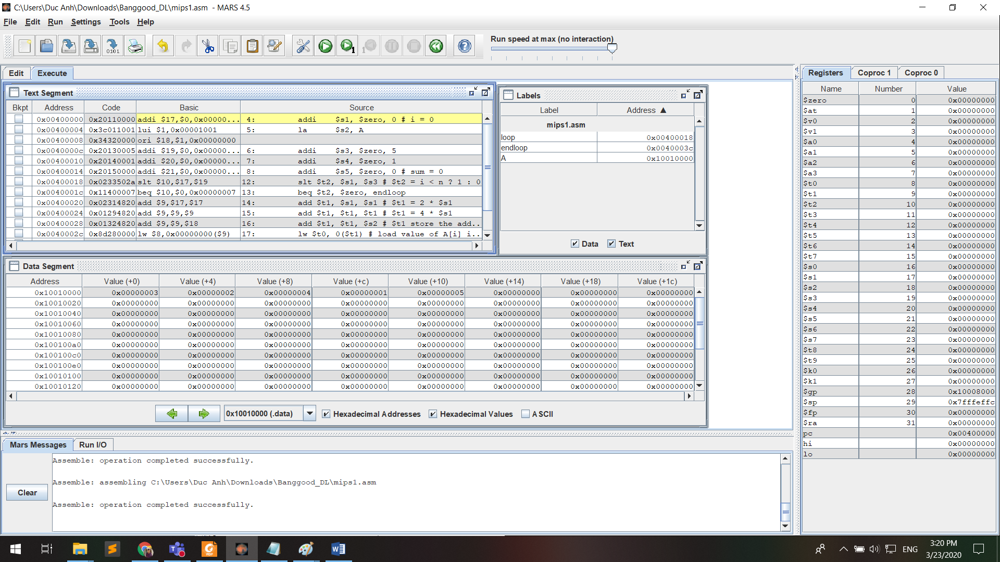 C:\Users\Duc Anh\Downloads\Banggood_DL\mips1.asm - MARS 4.5
File Edit Run Settings Tools Help
Run speed at max (no interaction)
Edit Execute
Text Segment
Bkpt Address Code Basic Source
0x00400000 0x20110000 addi $17,$0,0x00000... 4: addi $s1, $zero, 0 # i = 0
0x00400004 0x3c011001 lui $1,0x00001001 5: la $s2, A
0x00400008 0x34320000 ori $18,$1,0x00000000
0x0040000c 0x20130005 addi $19,$0,0x00000... 6: addi $s3, $zero, 5
0x00400010 0x20140001 addi $20,$0,0x00000... 7: addi $s4, $zero, 1
0x00400014 0x20150000 addi $21,$0,0x00000... 8: addi $s5, $zero, 0 # sum = 0
0x00400018 0x0233502a slt $10,$17,$19 12: slt $t2, $s1, $s3 # $t2 = i < n ? 1 : 0
0x0040001c 0x11400007 beq $10,$0,0x00000007 13: beq $t2, $zero, endloop
0x00400020 0x02314820 add $9,$17,$17 14: add $t1, $s1, $s1 # $t1 = 2 * $s1
0x00400024 0x01294820 add $9,$9,$9 15: add $t1, $t1, $t1 # $t1 = 4 * $s1
0x00400028 0x01324820 add $9,$9,$18 16: add $t1, $t1, $s2 # $t1 store the add...
0x0040002c 0x8d280000 lw $8,0x00000000($9) 17: lw $t0, 0($t1) # load value of A[i] i...
Labels
Label Address ▲
mips1.asm
loop 0x00400018
endloop 0x0040003c
A 0x10010000
Data Text
Data Segment
Address Value (+0) Value (+4) Value (+8) Value (+c) Value (+10) Value (+14) Value (+18) Value (+1c)
0x10010000 0x00000003 0x00000002 0x00000004 0x00000001 0x00000005 0x00000000 0x00000000 0x00000000
0x10010020 0x00000000 0x00000000 0x00000000 0x00000000 0x00000000 0x00000000 0x00000000 0x00000000
0x10010040 0x00000000 0x00000000 0x00000000 0x00000000 0x00000000 0x00000000 0x00000000 0x00000000
0x10010060 0x00000000 0x00000000 0x00000000 0x00000000 0x00000000 0x00000000 0x00000000 0x00000000
0x10010080 0x00000000 0x00000000 0x00000000 0x00000000 0x00000000 0x00000000 0x00000000 0x00000000
0x100100a0 0x00000000 0x00000000 0x00000000 0x00000000 0x00000000 0x00000000 0x00000000 0x00000000
0x100100c0 0x00000000 0x00000000 0x00000000 0x00000000 0x00000000 0x00000000 0x00000000 0x00000000
0x100100e0 0x00000000 0x00000000 0x00000000 0x00000000 0x00000000 0x00000000 0x00000000 0x00000000
0x10010100 0x00000000 0x00000000 0x00000000 0x00000000 0x00000000 0x00000000 0x00000000 0x00000000
0x10010120 0x00000000 0x00000000 0x00000000 0x00000000 0x00000000 0x00000000 0x00000000 0x00000000
0x10010000 (.data) Hexadecimal Addresses Hexadecimal Values ASCII
Mars Messages Run I/O
Assemble: operation completed successfully.
Assemble: assembling C:\Users\Duc Anh\Downloads\Banggood_DL\mips1.asm
Clear
Assemble: operation completed successfully.
Registers Coproc 1 Coproc 0
Name Number Value
$zero 0 0x00000000
$at 1 0x00000000
$v0 2 0x00000000
$v1 3 0x00000000
$a0 4 0x00000000
$a1 5 0x00000000
$a2 6 0x00000000
$a3 7 0x00000000
$t0 8 0x00000000
$t1 9 0x00000000
$t2 10 0x00000000
$t3 11 0x00000000
$t4 12 0x00000000
$t5 13 0x00000000
$t6 14 0x00000000
$t7 15 0x00000000
$s0 16 0x00000000
$s1 17 0x00000000
$s2 18 0x00000000
$s3 19 0x00000000
$s4 20 0x00000000
$s5 21 0x00000000
$s6 22 0x00000000
$s7 23 0x00000000
$t8 24 0x00000000
$t9 25 0x00000000
$k0 26 0x00000000
$k1 27 0x00000000
$gp 28 0x10008000
$sp 29 0x7fffeffc
$fp 30 0x00000000
$ra 31 0x00000000
pc 0x00400000
hi 0x00000000
lo 0x00000000
ENG
3:20 PM
3/23/2020